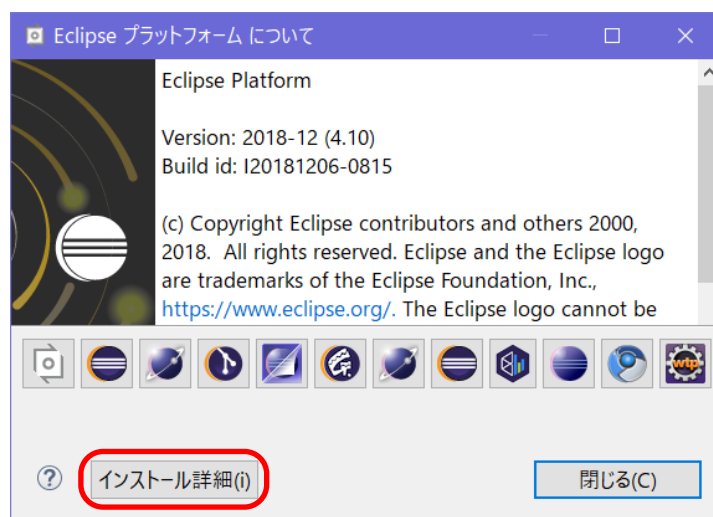 Eclipse プラットフォーム について
Eclipse Platform
Version: 2018-12 (4.10)
Build id: I20181206-0815
(c) Copyright Eclipse contributors and others 2000,
2018.  All rights reserved. Eclipse and the Eclipse logo
are trademarks of the Eclipse Foundation, Inc.,
https://www.eclipse.org/. The Eclipse logo cannot be
wtp
インストール詳細(i)
閉じる(C)